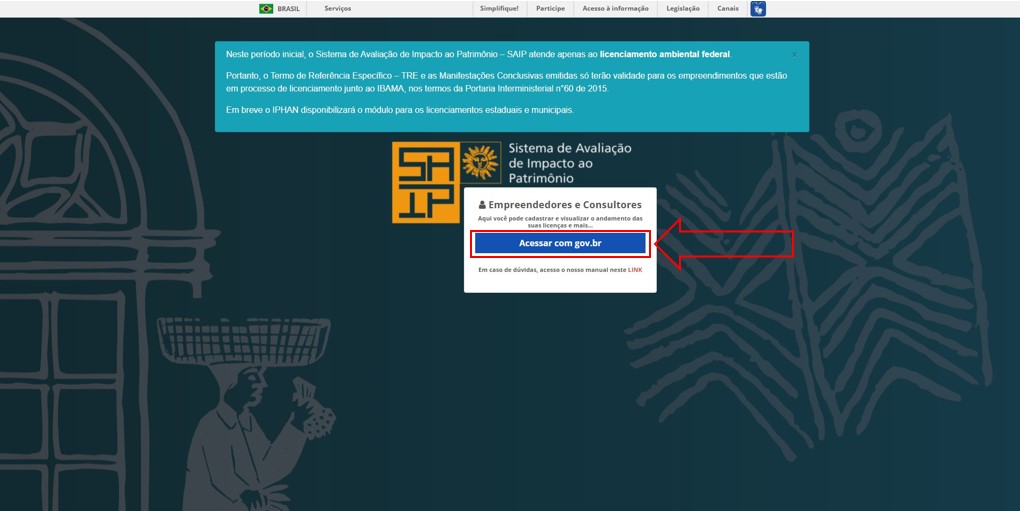 BRASIL Serviços Simplifique! Participe Acesso à informação Legislação Canais
Neste período inicial, o Sistema de Avaliação de Impacto ao Patrimônio – SAIP atende apenas ao licenciamento ambiental federal.
x
Portanto, o Termo de Referência Específico – TRE e as Manifestações Conclusivas emitidas só terão validade para os empreendimentos que estão
em processo de licenciamento junto ao IBAMA, nos termos da Portaria Interministerial n°60 de 2015.
Em breve o IPHAN disponibilizará o módulo para os licenciamentos estaduais e municipais.
SA
IP
Sistema de Avaliação
de Impacto ao
Patrimônio
Empreendedores e Consultores
Aqui você pode cadastrar e visualizar o andamento das
suas licenças e mais...
Acessar com gov.br
Em caso de dúvidas, acesso o nosso manual neste LINK